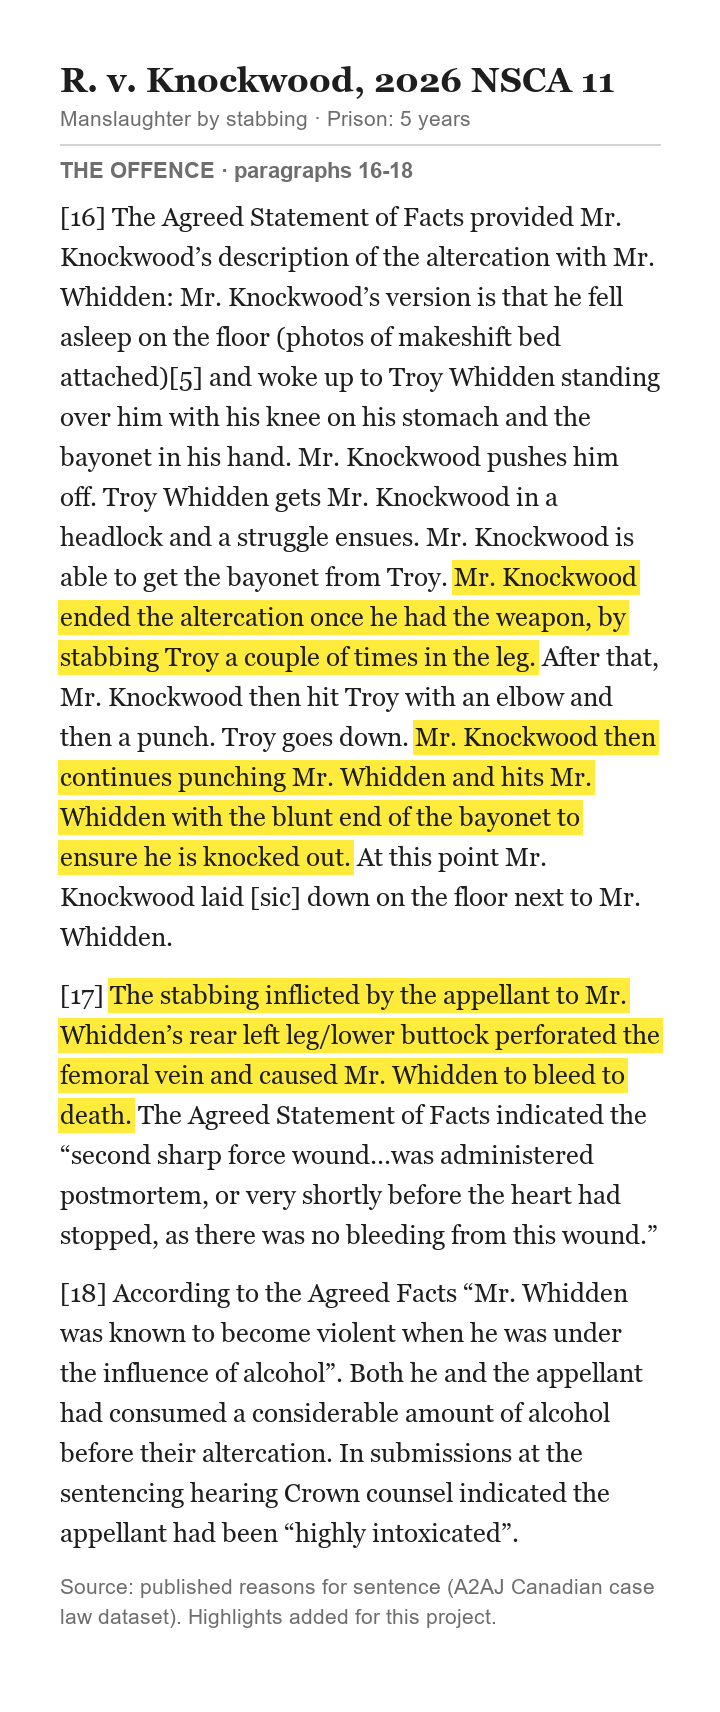 R. v. Knockwood, 2026 NSCA 11
Manslaughter by stabbing · Prison: 5 years
THE OFFENCE · paragraphs 16-18
[16] The Agreed Statement of Facts provided Mr.
Knockwood’s description of the altercation with Mr.
Whidden: Mr. Knockwood’s version is that he fell
asleep on the floor (photos of makeshift bed
attached)[5] and woke up to Troy Whidden standing
over him with his knee on his stomach and the
bayonet in his hand. Mr. Knockwood pushes him
off. Troy Whidden gets Mr. Knockwood in a
headlock and a struggle ensues. Mr. Knockwood is
able to get the bayonet from Troy. Mr. Knockwood
ended the altercation once he had the weapon, by
stabbing Troy a couple of times in the leg. After that,
Mr. Knockwood then hit Troy with an elbow and
then a punch. Troy goes down. Mr. Knockwood then
continues punching Mr. Whidden and hits Mr.
Whidden with the blunt end of the bayonet to
ensure he is knocked out. At this point Mr.
Knockwood laid [sic] down on the floor next to Mr.
Whidden.
[17] The stabbing inflicted by the appellant to Mr.
Whidden’s rear left leg/lower buttock perforated the
femoral vein and caused Mr. Whidden to bleed to
death. The Agreed Statement of Facts indicated the
“second sharp force wound...was administered
postmortem, or very shortly before the heart had
stopped, as there was no bleeding from this wound.”
[18] According to the Agreed Facts “Mr. Whidden
was known to become violent when he was under
the influence of alcohol”. Both he and the appellant
had consumed a considerable amount of alcohol
before their altercation. In submissions at the
sentencing hearing Crown counsel indicated the
appellant had been “highly intoxicated”.
Source: published reasons for sentence (A2AJ Canadian case
law dataset). Highlights added for this project.